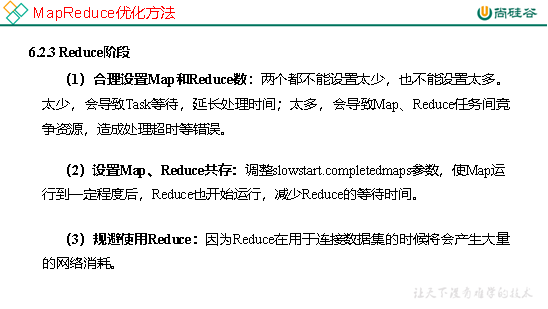 MapReduce优化方法
尚硅谷
6.2.3 Reduce阶段
（1）合理设置Map和Reduce数：两个都不能设置太少，也不能设置太多。
太少，会导致Task等待，延长处理时间；太多，会导致Map、Reduce任务间竞
争资源，造成处理超时等错误。
（2）设置Map、Reduce共存：调整slowstart.completedmaps参数，使Map运
行到一定程度后，Reduce也开始运行，减少Reduce的等待时间。
（3）规避使用Reduce：因为Reduce在用于连接数据集的时候将会产生大量
的网络消耗。
让天下没有难学的技术